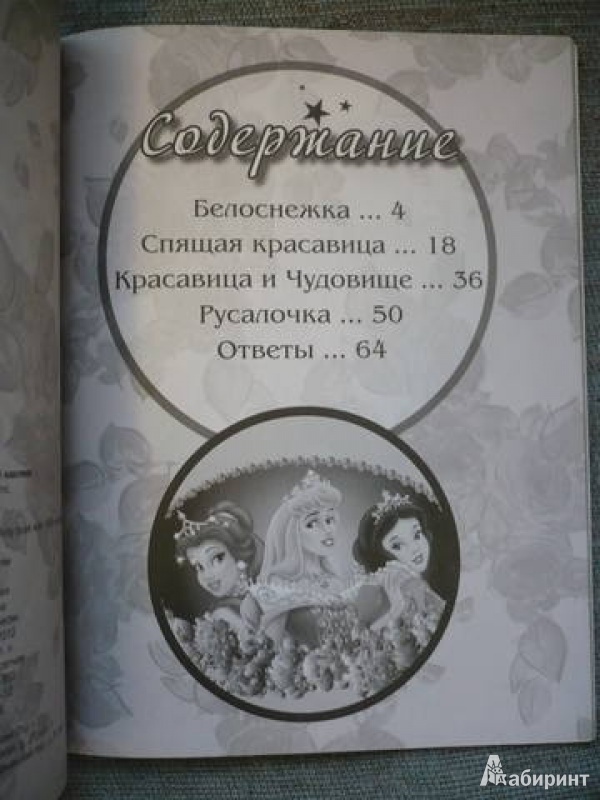 Содержание
Белоснежка ... 4
Спящая красавица ... 18
Красавица и Чудовище ... 36
Русалочка ... 50
Ответы ... 64
Лабиринт